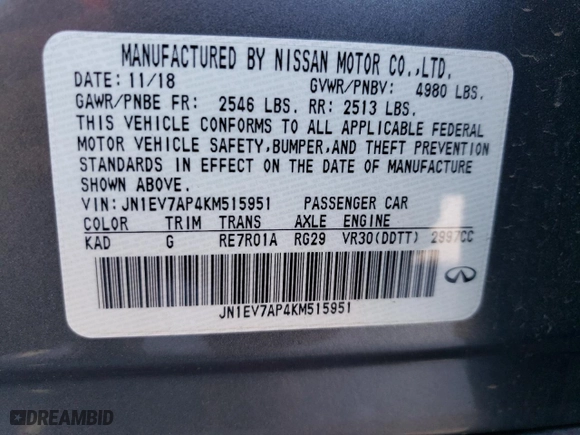 MANUFACTURED BY NISSAN MOTOR CO.,LTD.
DATE: 11/18 GVWR/PNBV: 4980 LBS.
GAWR/PNBE FR: 2546 LBS. RR: 2513 LBS.
THIS VEHICLE CONFORMS TO ALL APPLICABLE FEDERAL
MOTOR VEHICLE SAFETY,BUMPER,AND THEFT PREVENTION
STANDARDS IN EFFECT ON THE DATE OF MANUFACTURE
SHOWN ABOVE.
VIN: JN1EV7AP4KM515951 PASSENGER CAR
COLOR TRIM TRANS AXLE ENGINE
KAD G RE7R01A RG29 VR30(DDTT) 2997CC
JN1EV7AP4KM515951
DREAMBID